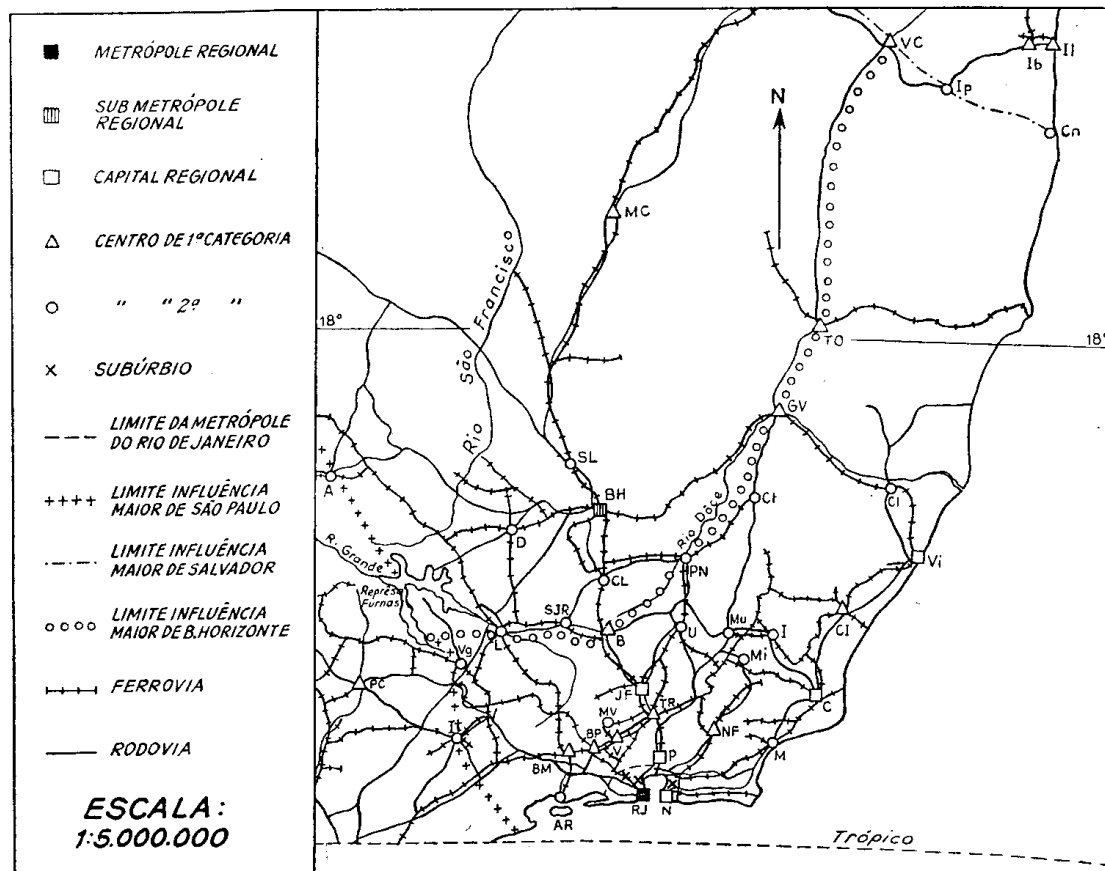 METRÓPOLE REGIONAL
SUB METRÓPOLE
REGIONAL
CAPITAL REGIONAL
CENTRO DE 1ª CATEGORIA
" " 2ª "
SUBÚRBIO
LIMITE DA METRÓPOLE
DO RIO DE JANEIRO
LIMITE INFLUÊNCIA
MAIOR DE SÃO PAULO
LIMITE INFLUÊNCIA
MAIOR DE SALVADOR
LIMITE INFLUÊNCIA
MAIOR DE B. HORIZONTE
FERROVIA
RODOVIA
ESCALA:
1:5.000.000
VC
Ib
Il
Ip
Cn
N
MC
Rio São Francisco
18°
18°
TO
GV
SL
A
BH
Ct
Cl
Rio Dôce
D
R. Grande
PN
Vi
Represa
Furnas
CL
SJR
B
L
U
Mu
I
CI
Vg
Mi
PC
JF
C
MV
TR
It
BP
V
NF
P
M
BM
AR
RJ
N
Trópico